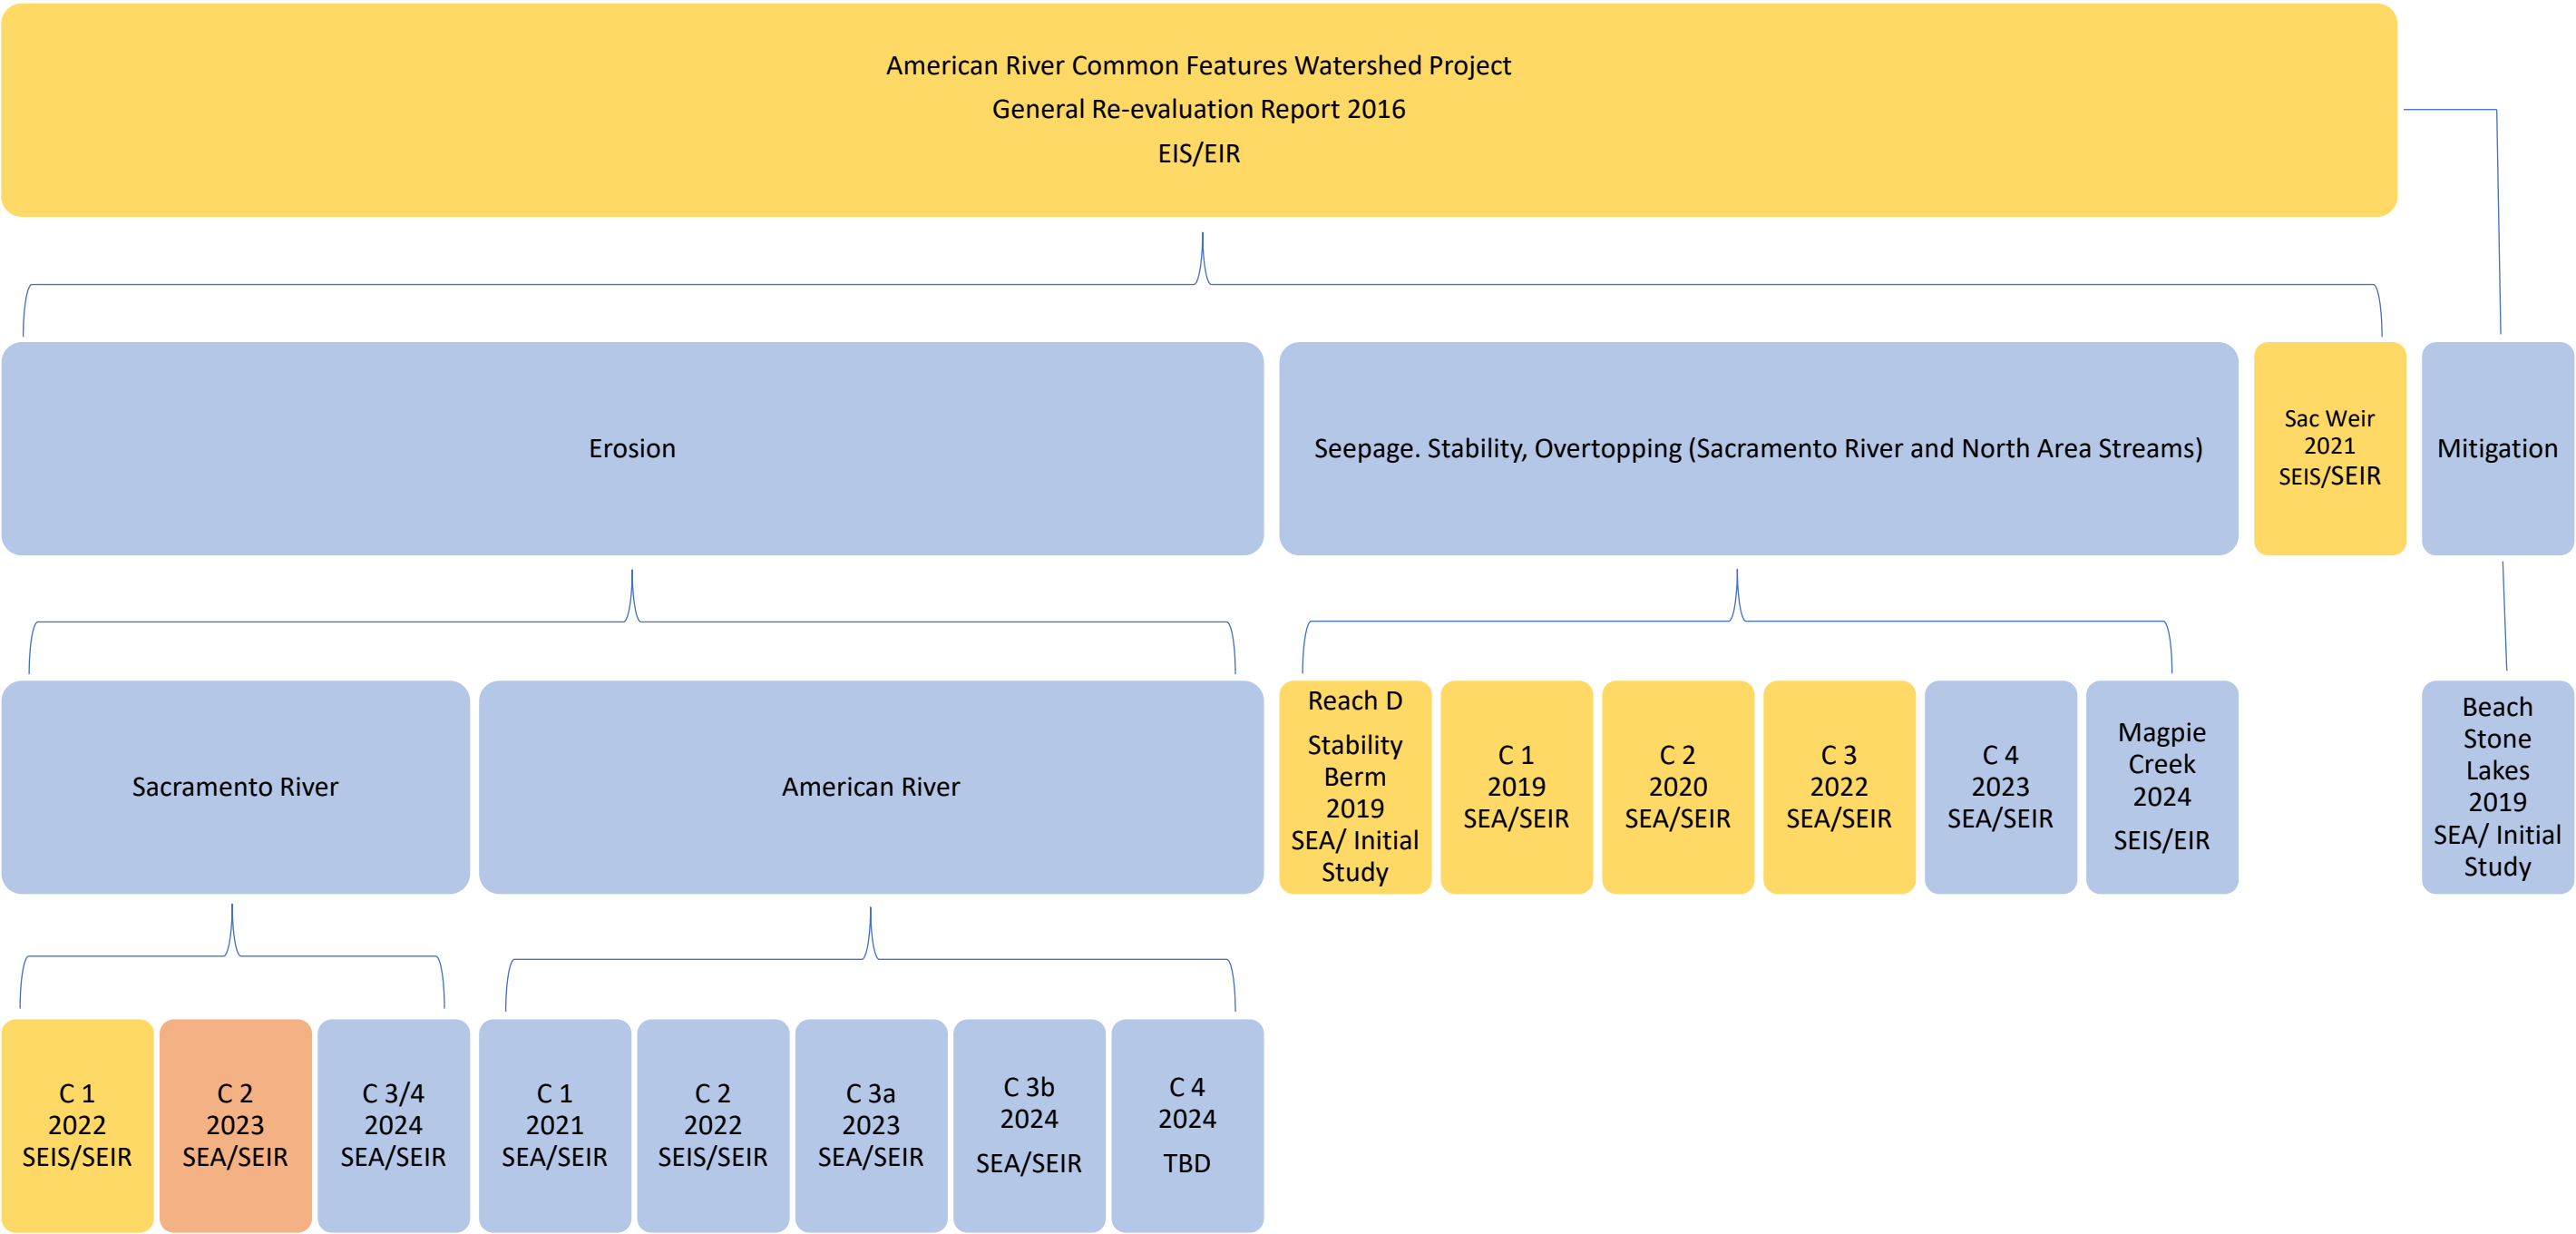 American River Common Features Watershed Project
General Re-evaluation Report 2016
EIS/EIR
Erosion
Seepage. Stability, Overtopping (Sacramento River and North Area Streams)
Sac Weir
2021
SEIS/SEIR
Mitigation
Sacramento River
American River
Reach D
Stability
Berm
2019
SEA/ Initial
Study
C 1
2019
SEA/SEIR
C 2
2020
SEA/SEIR
C 3
2022
SEA/SEIR
C 4
2023
SEA/SEIR
Magpie
Creek
2024
SEIS/EIR
Beach
Stone
Lakes
2019
SEA/ Initial
Study
C 1
2022
SEIS/SEIR
C 2
2023
SEA/SEIR
C 3/4
2024
SEA/SEIR
C 1
2021
SEA/SEIR
C 2
2022
SEIS/SEIR
C 3a
2023
SEA/SEIR
C 3b
2024
SEA/SEIR
C 4
2024
TBD